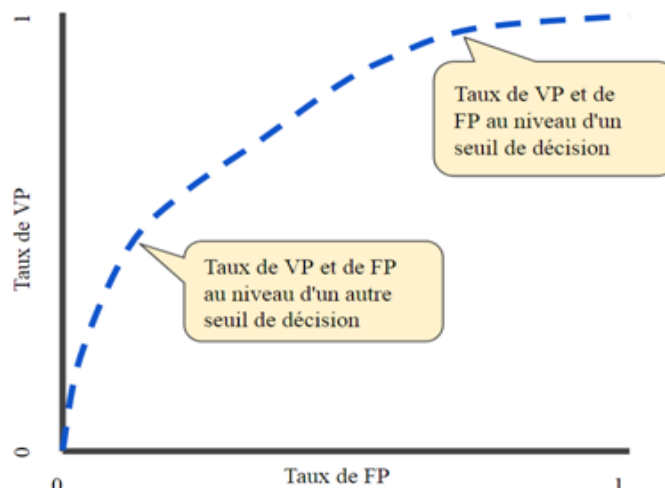 1
Taux de VP et de
FP au niveau d'un
seuil de décision
Taux de VP
Taux de VP et de FP
au niveau d'un autre
seuil de décision
0
0
Taux de FP
1